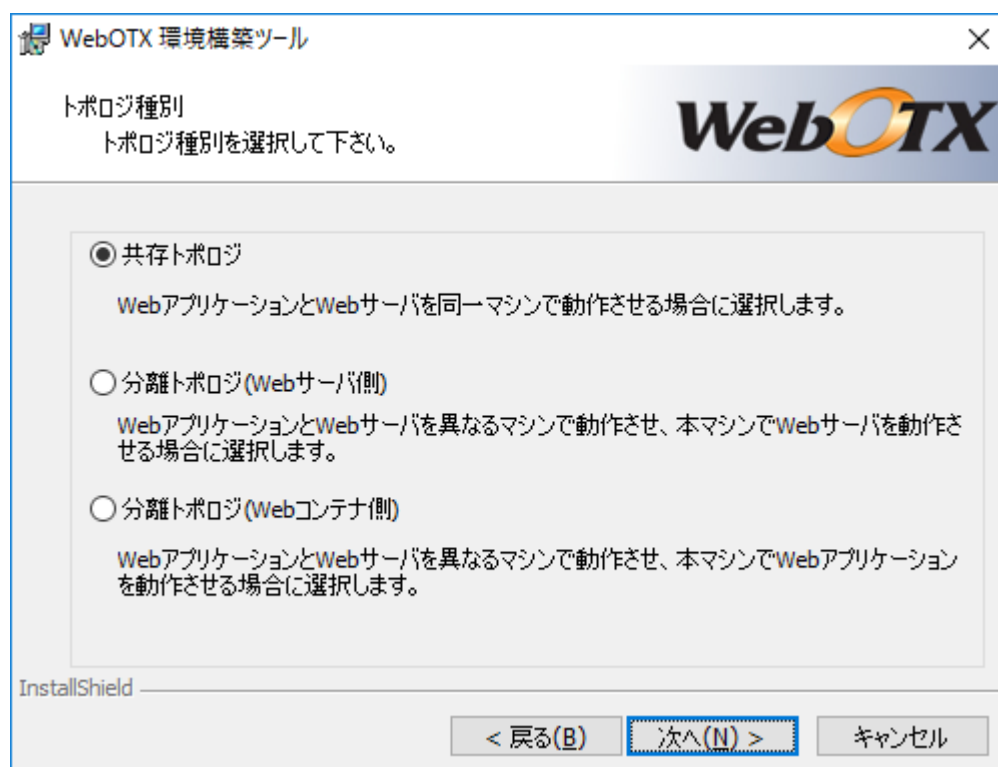 WebOTX 環境構築ツール
トポロジ種別
トポロジ種別を選択して下さい。
WebOTX
共存トポロジ
WebアプリケーションとWebサーバを同一マシンで動作させる場合に選択します。
分離トポロジ(Webサーバ側)
WebアプリケーションとWebサーバを異なるマシンで動作させ、本マシンでWebサーバを動作さ
せる場合に選択します。
分離トポロジ(Webコンテナ側)
WebアプリケーションとWebサーバを異なるマシンで動作させ、本マシンでWebアプリケーション
を動作させる場合に選択します。
InstallShield
< 戻る(B)
次へ(N) >
キャンセル